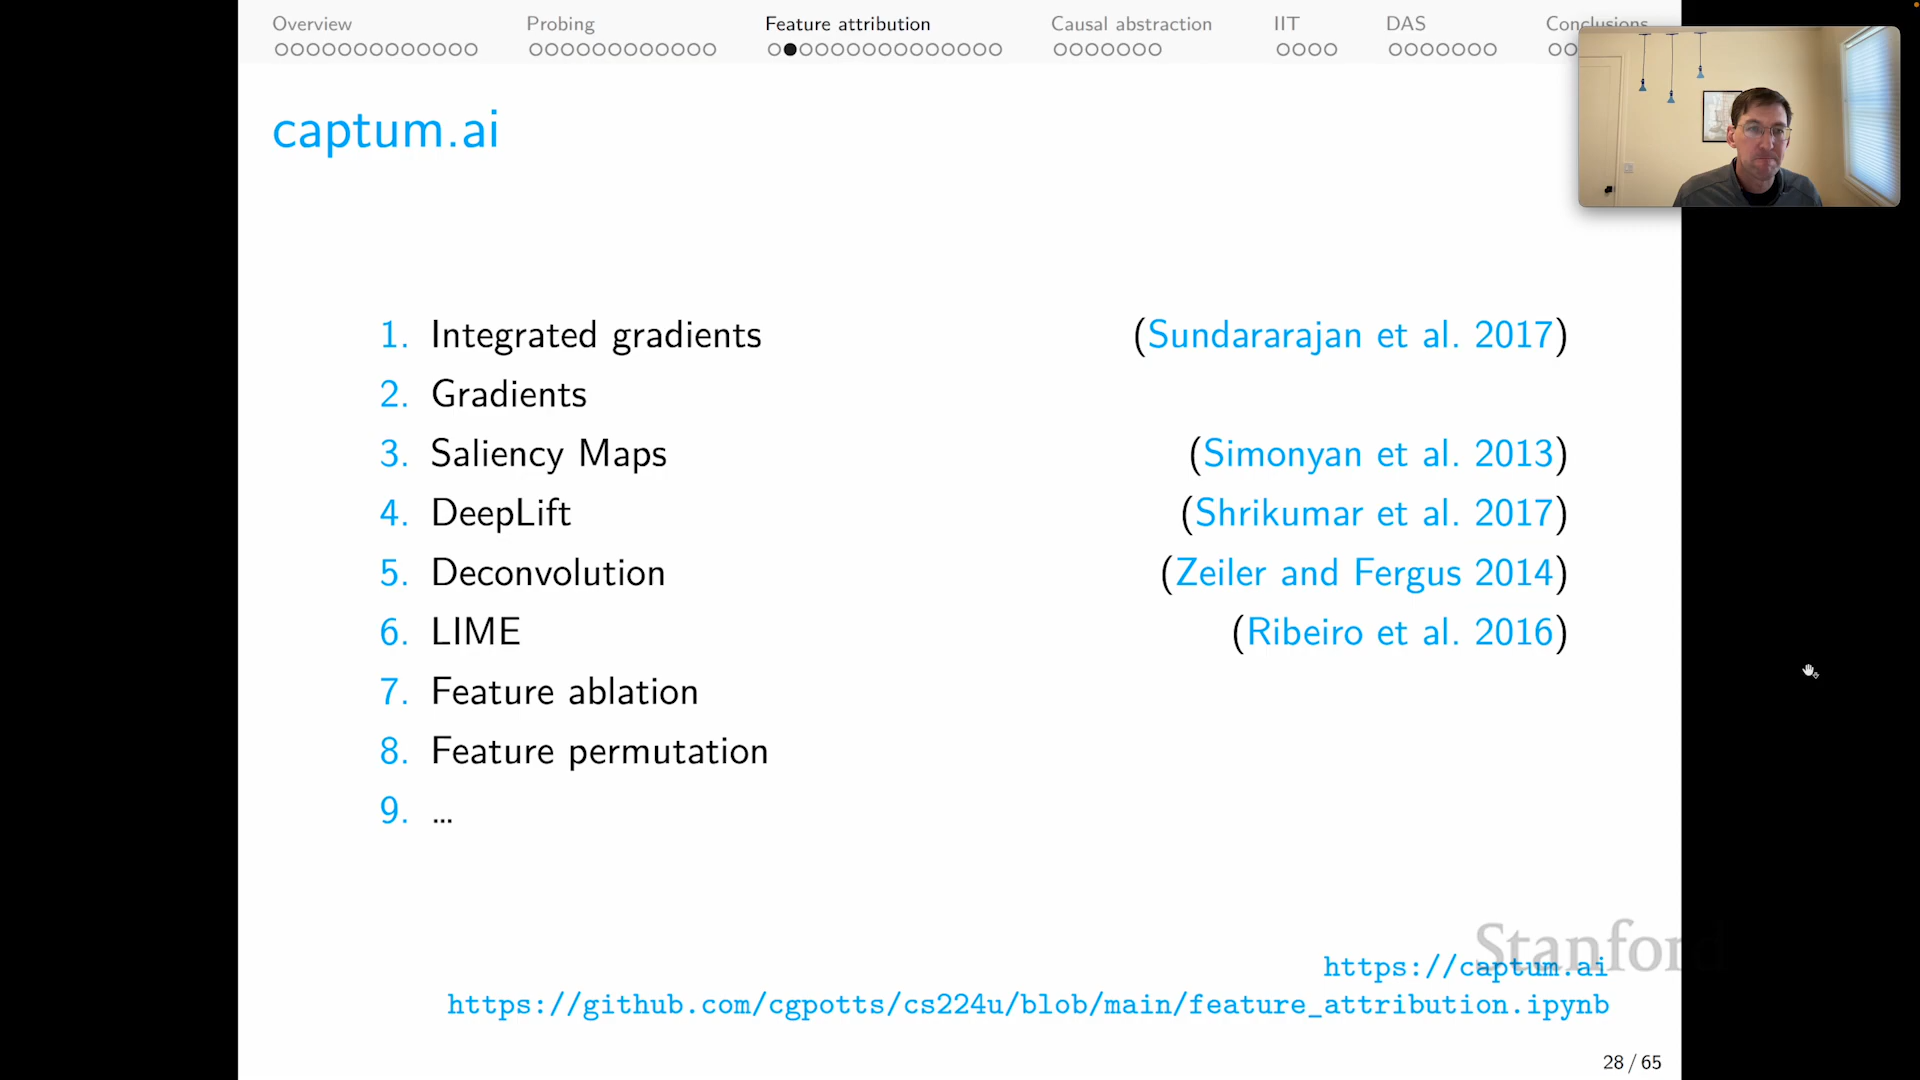 Overview Probing Feature attribution Causal abstraction IIT DAS Conclusions
captum.ai
1. Integrated gradients (Sundararajan et al. 2017)
2. Gradients
3. Saliency Maps (Simonyan et al. 2013)
4. DeepLift (Shrikumar et al. 2017)
5. Deconvolution (Zeiler and Fergus 2014)
6. LIME (Ribeiro et al. 2016)
7. Feature ablation
8. Feature permutation
9. ...
Stanford
https://captum.ai
https://github.com/cgpotts/cs224u/blob/main/feature_attribution.ipynb
28 / 65